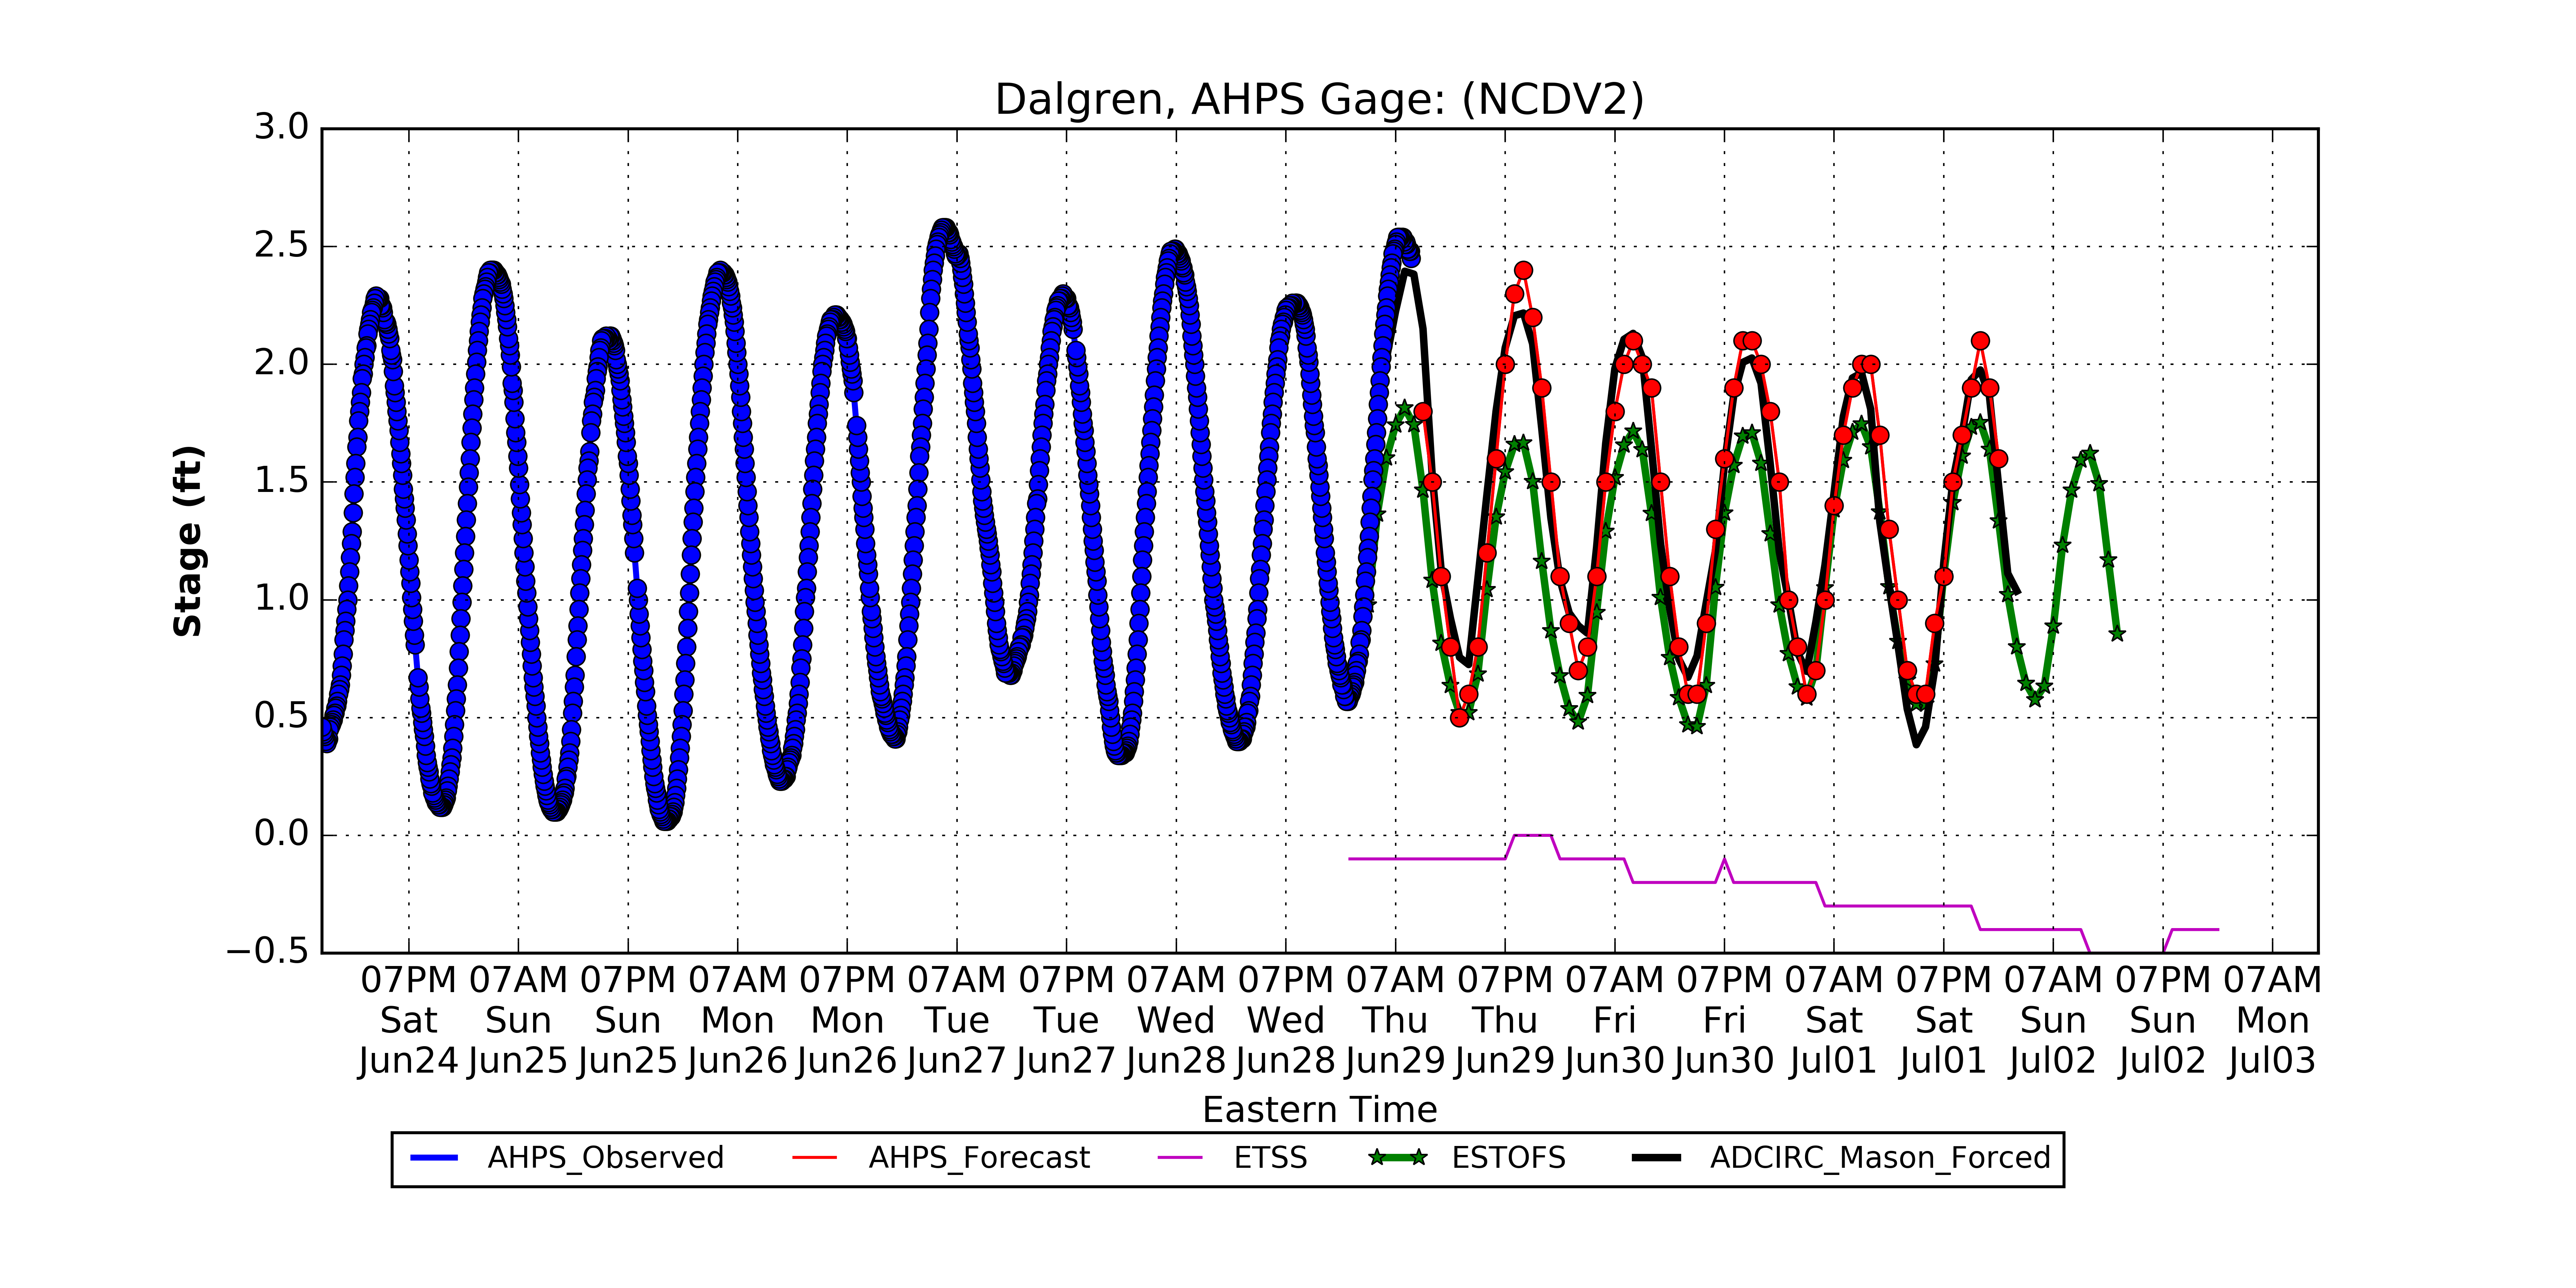 Dalgren, AHPS Gage: (NCDV2)
3.0
2.5
2.0
1.5
1.0
0.5
0.0
−0.5
Stage (ft)
07PM 07AM 07PM 07AM 07PM 07AM 07PM 07AM 07PM 07AM 07PM 07AM 07PM 07AM 07PM 07AM 07PM 07AM
Sat Sun Sun Mon Mon Tue Tue Wed Wed Thu Thu Fri Fri Sat Sat Sun Sun Mon
Jun24 Jun25 Jun25 Jun26 Jun26 Jun27 Jun27 Jun28 Jun28 Jun29 Jun29 Jun30 Jun30 Jul01 Jul01 Jul02 Jul02 Jul03
Eastern Time
AHPS_Observed AHPS_Forecast ETSS ESTOFS ADCIRC_Mason_Forced